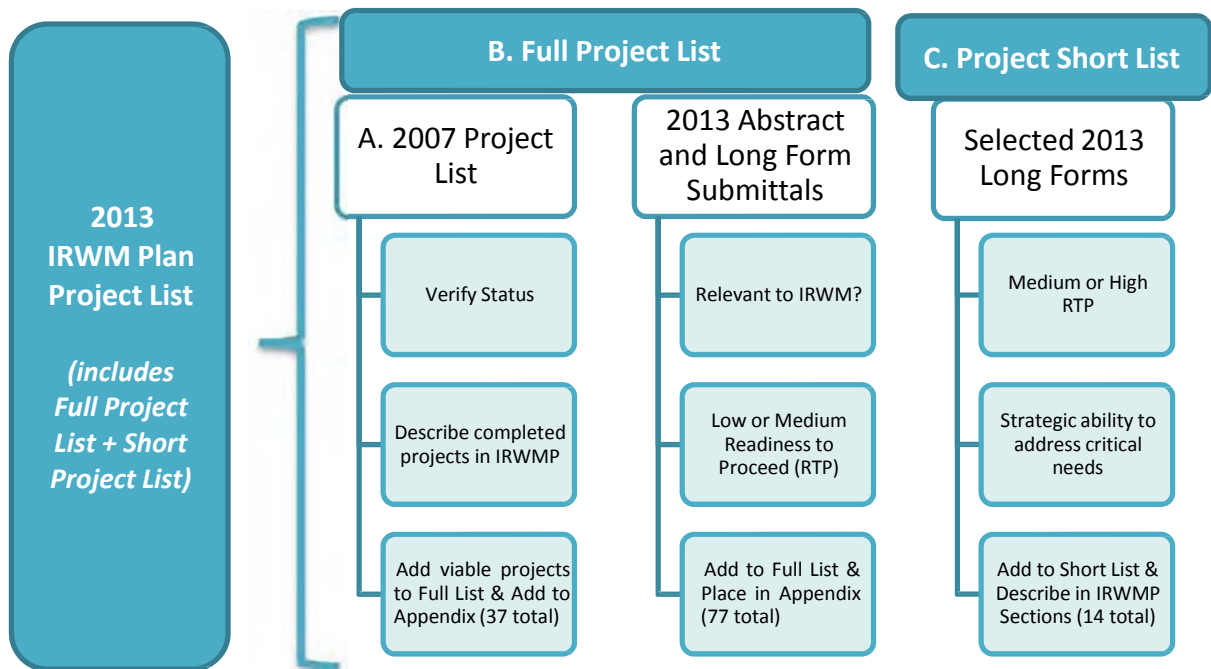 2013
IRWM Plan
Project List
(includes
Full Project
List + Short
Project List)
B. Full Project List
A. 2007 Project
List
Verify Status
Describe completed
projects in IRWMP
Add viable projects
to Full List & Add to
Appendix (37 total)
2013 Abstract
and Long Form
Submittals
Relevant to IRWM?
Low or Medium
Readiness to
Proceed (RTP)
Add to Full List &
Place in Appendix
(77 total)
C. Project Short List
Selected 2013
Long Forms
Medium or High
RTP
Strategic ability to
address critical
needs
Add to Short List &
Describe in IRWMP
Sections (14 total)